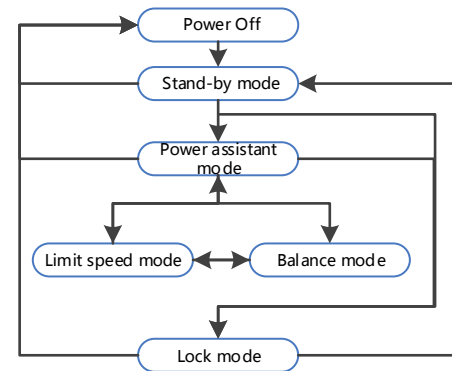 Power Off
Stand-by mode
Power assistant
mode
Limit speed mode
Balance mode
Lock mode